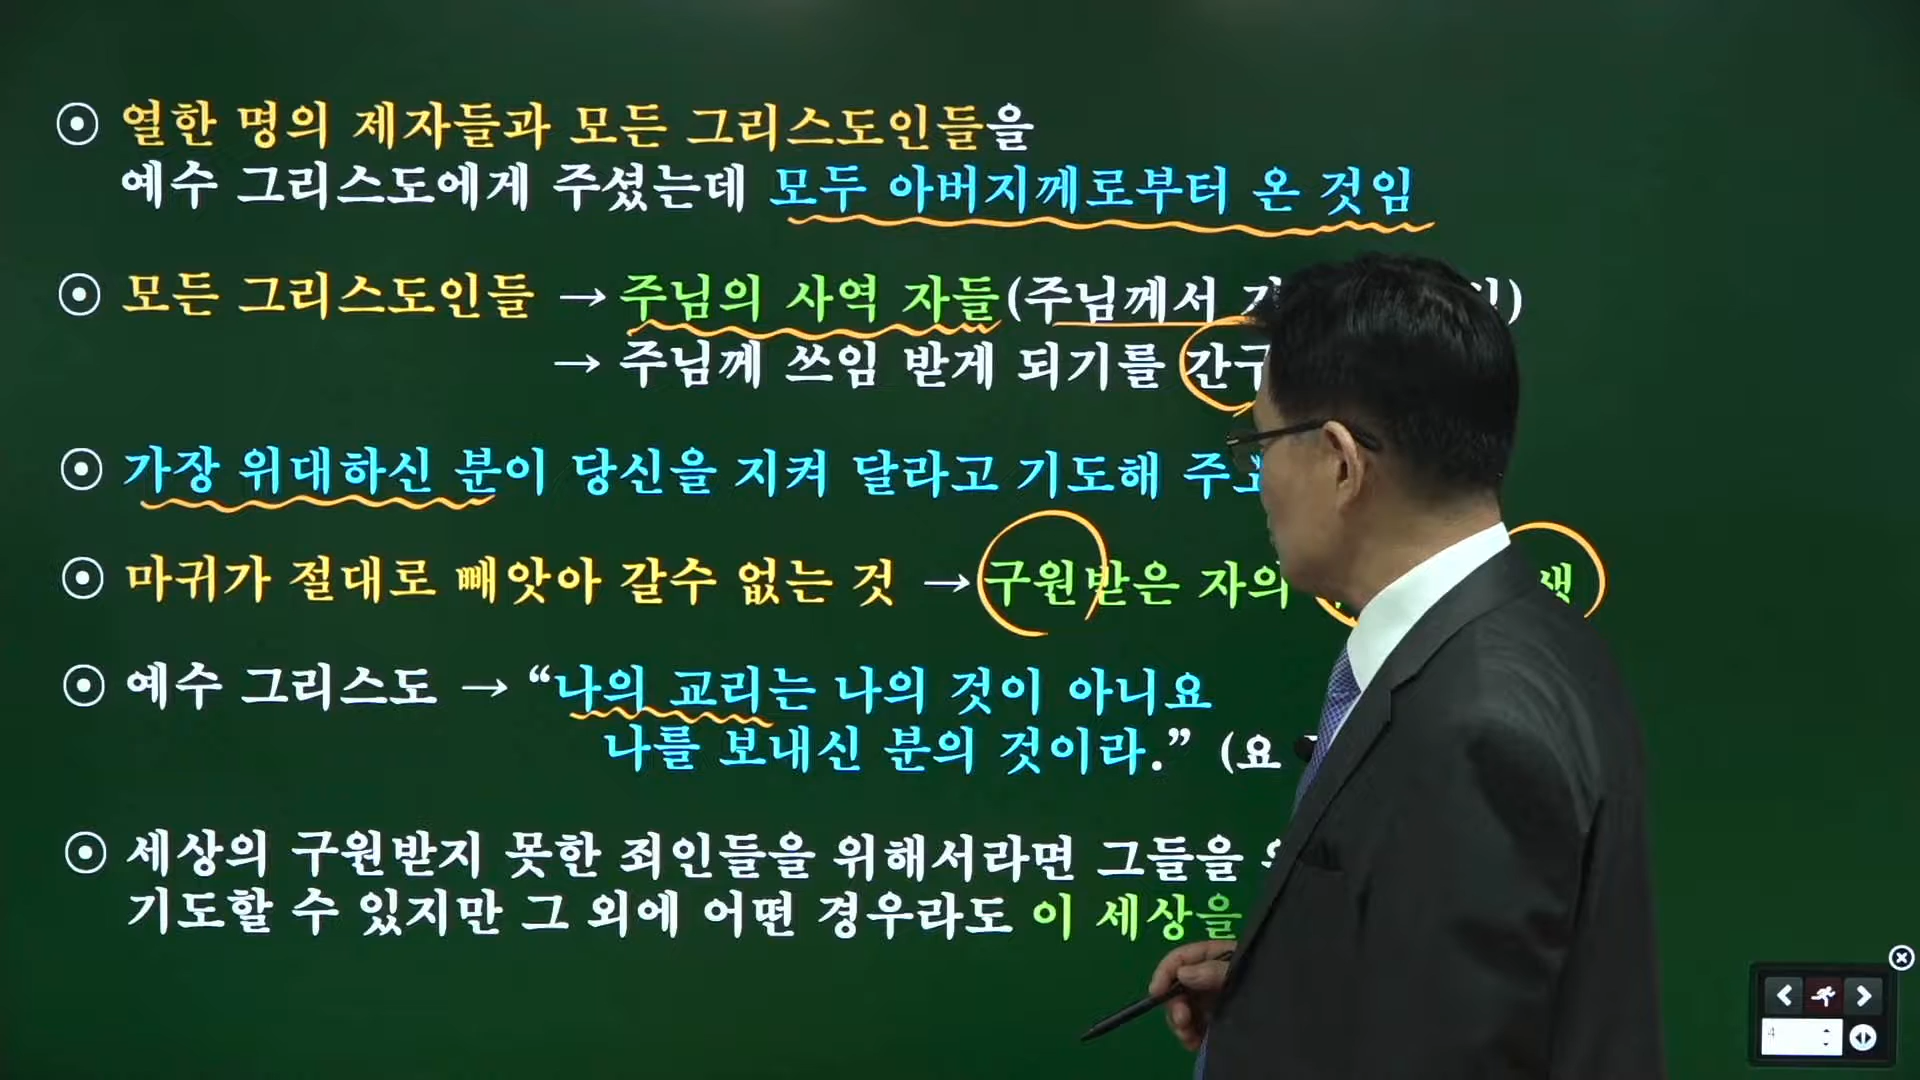 ⊙ 열한 명의 제자들과 모든 그리스도인들을
예수 그리스도에게 주셨는데 모두 아버지께로부터 온 것임
⊙ 모든 그리스도인들 → 주님의 사역 자들(주님께서
→ 주님께 쓰임 받게 되기를
⊙ 가장 위대하신 분이 당신을 지켜 달라고 기도해
⊙ 마귀가 절대로 빼앗아 갈수 없는 것 → 구원받은 자의
⊙ 예수 그리스도 → “나의 교리는 나의 것이 아니요
나를 보내신 분의 것이라.” (요
⊙ 세상의 구원받지 못한 죄인들을 위해서라면 그들을
기도할 수 있지만 그 외에 어떤 경우라도 이 세상을
4